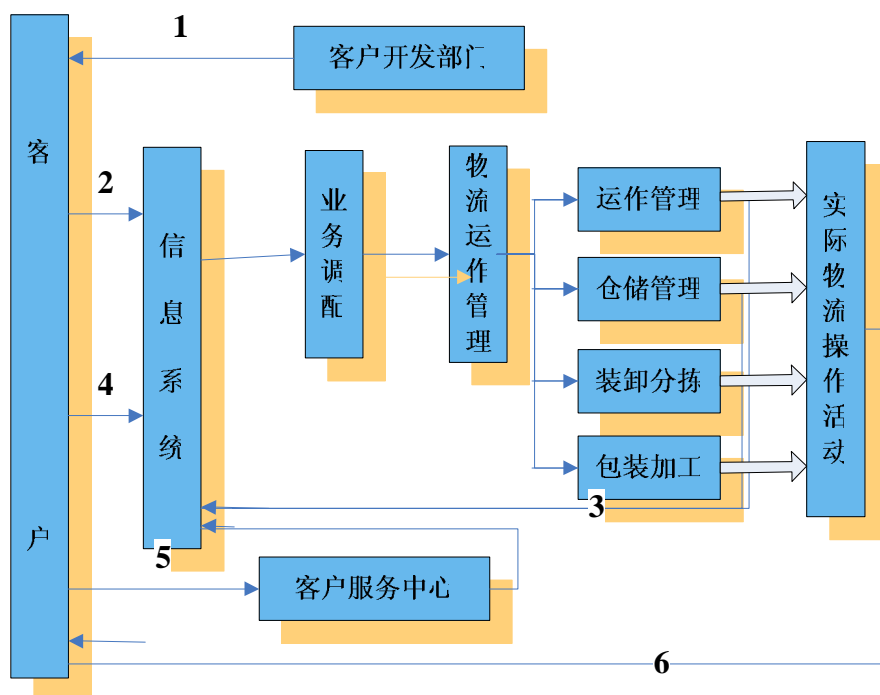 1
客户开发部门
客户
2
信息系统
业务调配
物流运作管理
运作管理
仓储管理
装卸分拣
包装加工
实际物流操作活动
4
3
5
客户服务中心
6